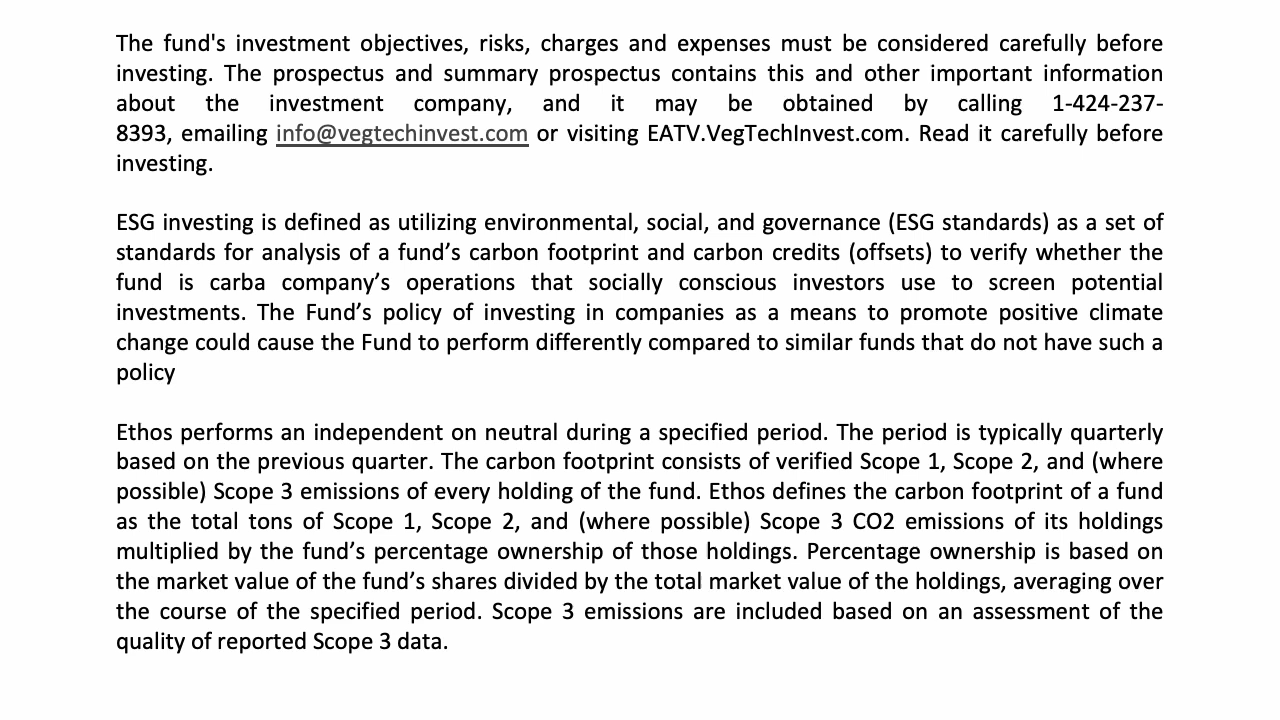 The fund's investment objectives, risks, charges and expenses must be considered carefully before
investing. The prospectus and summary prospectus contains this and other important information
about the investment company, and it may be obtained by calling 1-424-237-
8393, emailing info@vegtechinvest.com or visiting EATV.VegTechInvest.com. Read it carefully before
investing.
ESG investing is defined as utilizing environmental, social, and governance (ESG standards) as a set of
standards for analysis of a fund’s carbon footprint and carbon credits (offsets) to verify whether the
fund is carba company’s operations that socially conscious investors use to screen potential
investments. The Fund’s policy of investing in companies as a means to promote positive climate
change could cause the Fund to perform differently compared to similar funds that do not have such a
policy
Ethos performs an independent on neutral during a specified period. The period is typically quarterly
based on the previous quarter. The carbon footprint consists of verified Scope 1, Scope 2, and (where
possible) Scope 3 emissions of every holding of the fund. Ethos defines the carbon footprint of a fund
as the total tons of Scope 1, Scope 2, and (where possible) Scope 3 CO2 emissions of its holdings
multiplied by the fund’s percentage ownership of those holdings. Percentage ownership is based on
the market value of the fund’s shares divided by the total market value of the holdings, averaging over
the course of the specified period. Scope 3 emissions are included based on an assessment of the
quality of reported Scope 3 data.